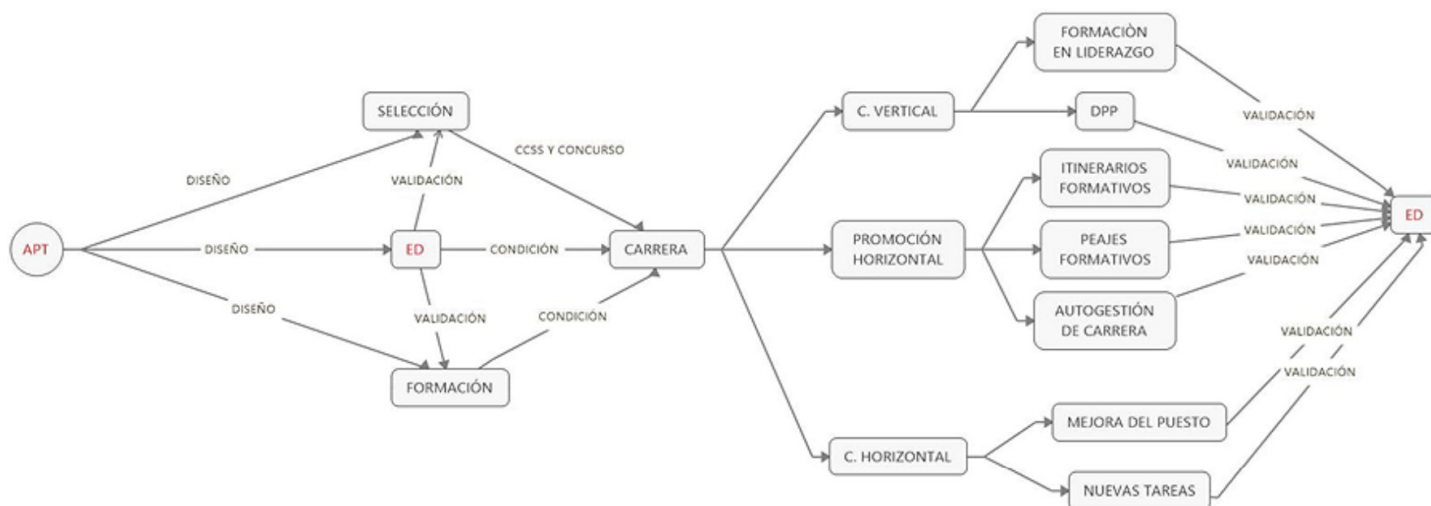 FORMACIÒN
EN LIDERAZGO
SELECCIÓN
C. VERTICAL
DPP
VALIDACIÓN
CCSS Y CONCURSO
VALIDACIÓN
DISEÑO
VALIDACIÓN
ITINERARIOS
FORMATIVOS
VALIDACIÓN
ED
APT
DISEÑO
ED
CONDICIÓN
CARRERA
PROMOCIÓN
HORIZONTAL
PEAJES
FORMATIVOS
VALIDACIÓN
VALIDACIÓN
DISEÑO
VALIDACIÓN
CONDICIÓN
AUTOGESTIÓN
DE CARRERA
VALIDACIÓN
VALIDACIÓN
FORMACIÓN
MEJORA DEL PUESTO
C. HORIZONTAL
NUEVAS TAREAS